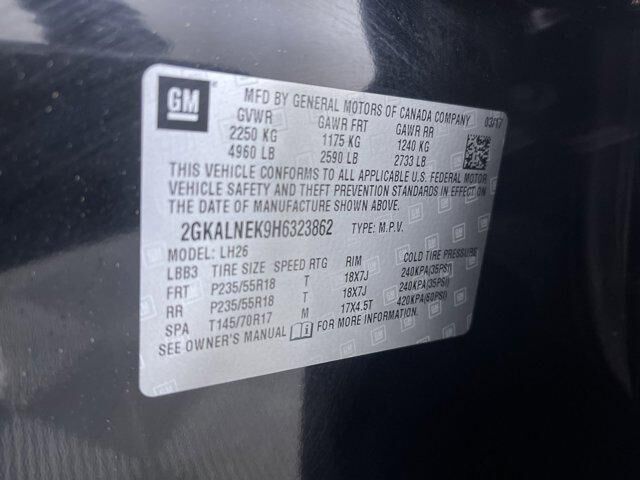 GM
MFD BY GENERAL MOTORS OF CANADA COMPANY 03/17
GVWR GAWR FRT GAWR RR
2250 KG 1175 KG 1240 KG
4960 LB 2590 LB 2733 LB
THIS VEHICLE CONFORMS TO ALL APPLICABLE U.S. FEDERAL MOTOR
VEHICLE SAFETY AND THEFT PREVENTION STANDARDS IN EFFECT ON
THE DATE OF MANUFACTURE SHOWN ABOVE.
2GKALNEK9H6323862 TYPE: M.P.V.
MODEL: LH26
LBB3 TIRE SIZE SPEED RTG RIM COLD TIRE PRESSURE
FRT P235/55R18 T 18X7J 240KPA(35PSI)
RR P235/55R18 T 18X7J 240KPA(35PSI)
SPA T145/70R17 M 17X4.5T 420KPA(60PSI)
SEE OWNER'S MANUAL FOR MORE INFORMATION.